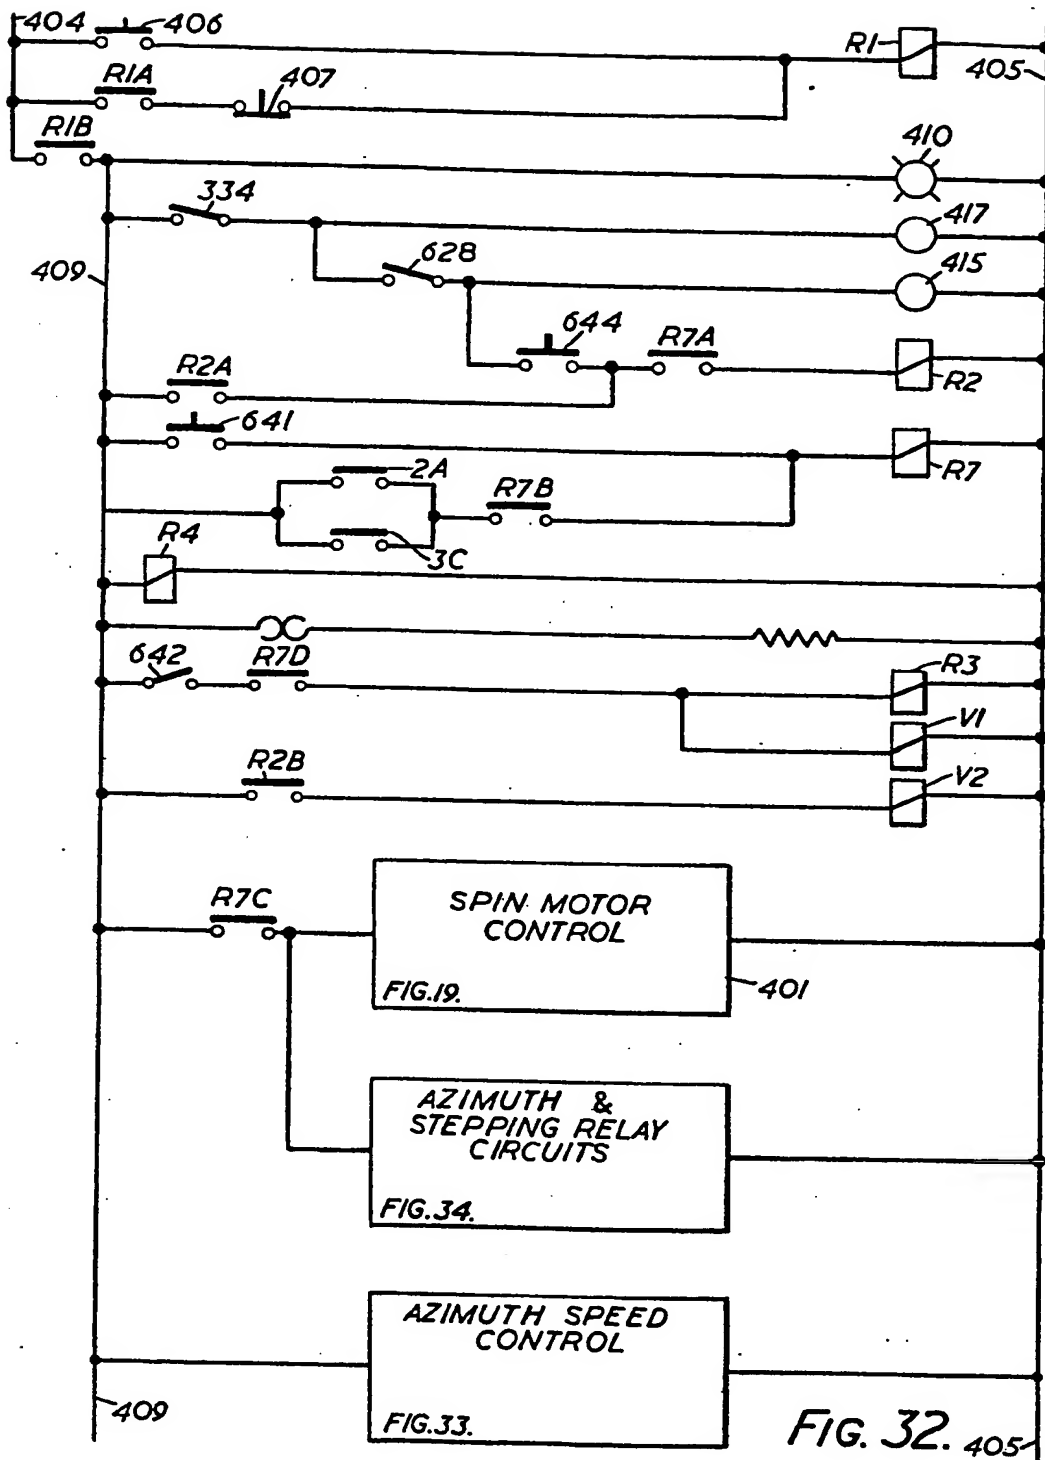 404
406
R1
405
R1A
407
R1B
410
334
417
409
628
415
644
R7A
R2A
R2
641
R7
2A
R7B
R4
3C
642
R7D
R3
V1
R2B
V2
R7C
SPIN MOTOR
CONTROL
FIG.19.
401
AZIMUTH &
STEPPING RELAY
CIRCUITS
FIG.34.
AZIMUTH SPEED
CONTROL
FIG.33.
409
FIG. 32.
405